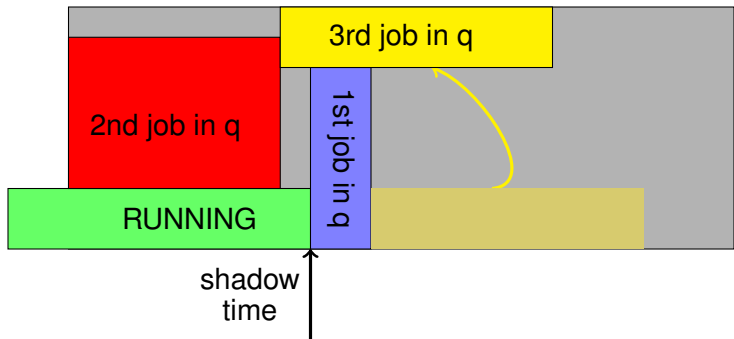 3rd job in q
2nd job in q
1st job in q
RUNNING
shadow
time